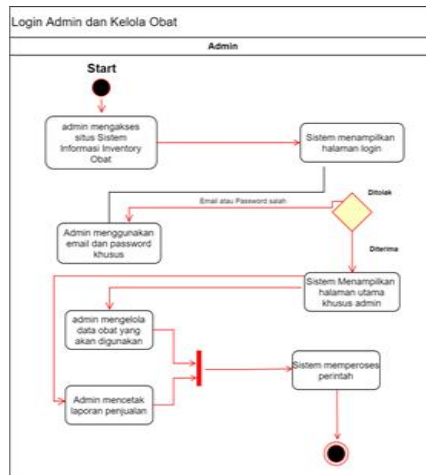 Login Admin dan Kelola Obat
Admin
Start
admin mengakses
situs Sistem
Informasi Inventory
Obat
Sistem menampilkan
halaman login
Email atau Password salah
Ditolak
Admin menggunakan
email dan password
khusus
Diterima
Sistem Menampilkan
halaman utama
khusus admin
admin mengelola
data obat yang
akan digunakan
Sistem memperoses
perintah
Admin mencetak
laporan penjualan